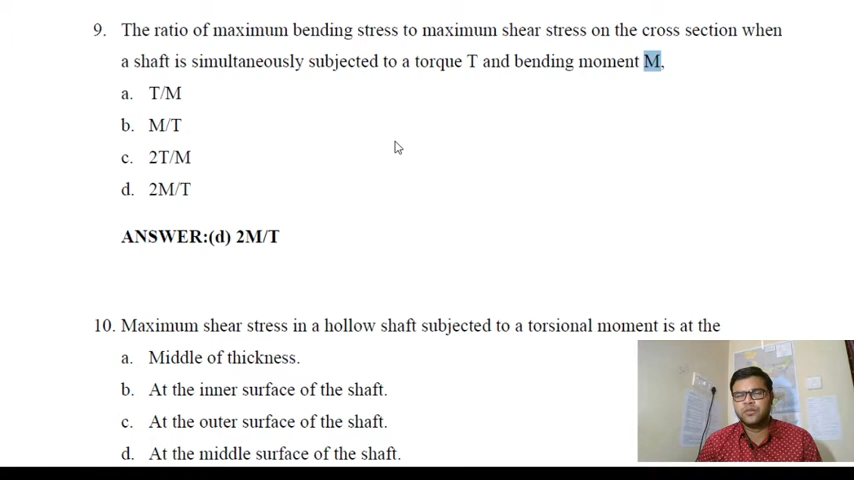 9. The ratio of maximum bending stress to maximum shear stress on the cross section when
a shaft is simultaneously subjected to a torque T and bending moment M,
a. T/M
b. M/T
c. 2T/M
d. 2M/T
ANSWER:(d) 2M/T
10. Maximum shear stress in a hollow shaft subjected to a torsional moment is at the
a. Middle of thickness.
b. At the inner surface of the shaft.
c. At the outer surface of the shaft.
d. At the middle surface of the shaft.